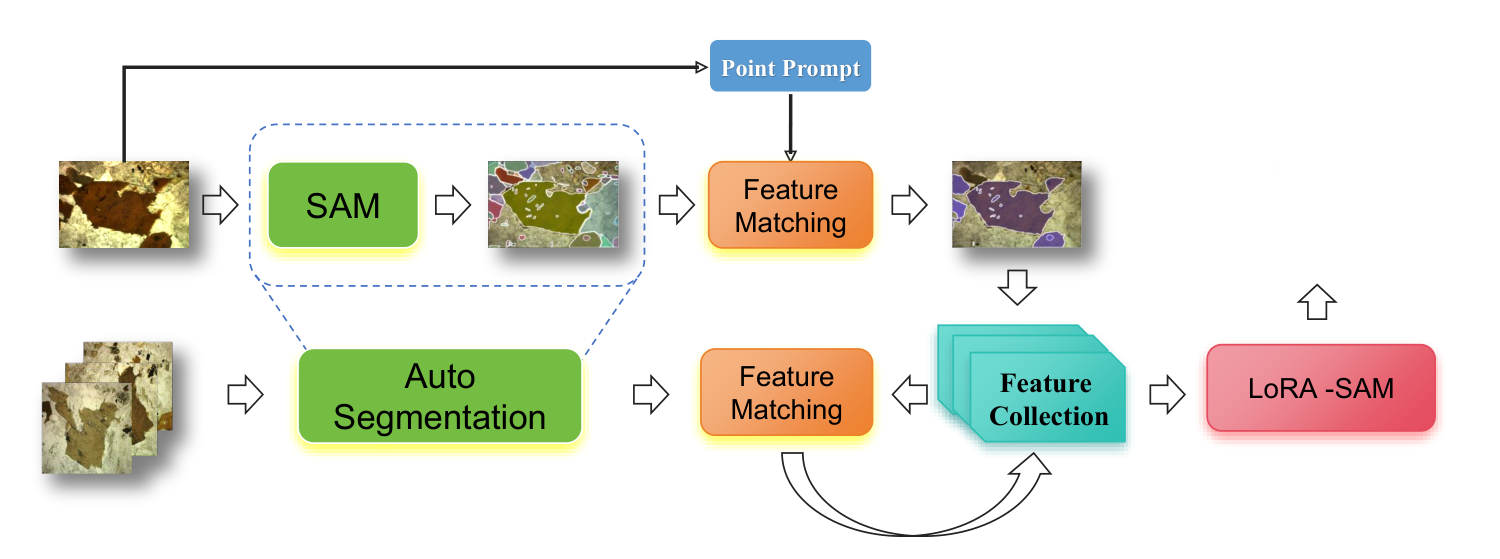 Point Prompt
SAM
Feature
Matching
Auto
Segmentation
Feature
Matching
Feature
Collection
LoRA -SAM